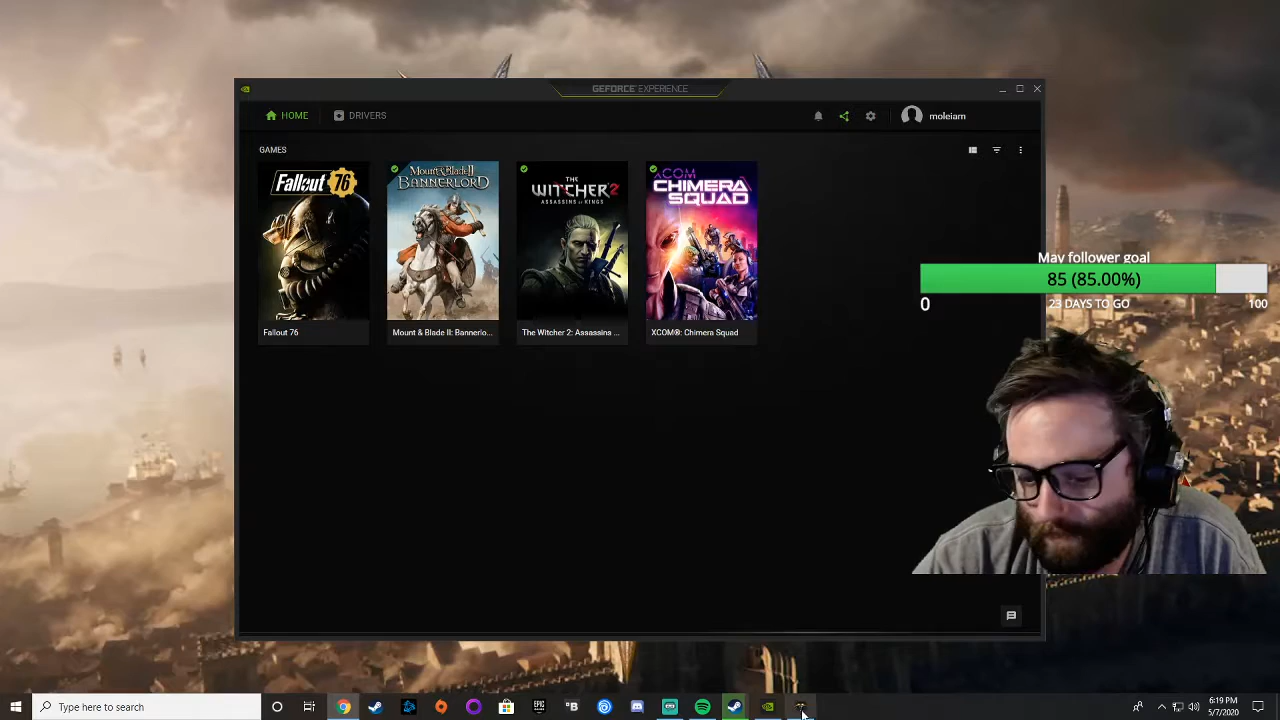 GEFORCE EXPERIENCE
HOME
DRIVERS
moleiam
GAMES
Fallout 76
Mount & Blade II
BANNERLORD
THE
WITCHER 2
ASSASSINS OF KINGS
XCOM
CHIMERA
SQUAD
Fallout 76
Mount & Blade II: Bannerlo...
The Witcher 2: Assassins ...
XCOM®: Chimera Squad
May follower goal
85 (85.00%)
0
23 DAYS TO GO
100
Type here to search
EPIC
B
6:19 PM
5/7/2020